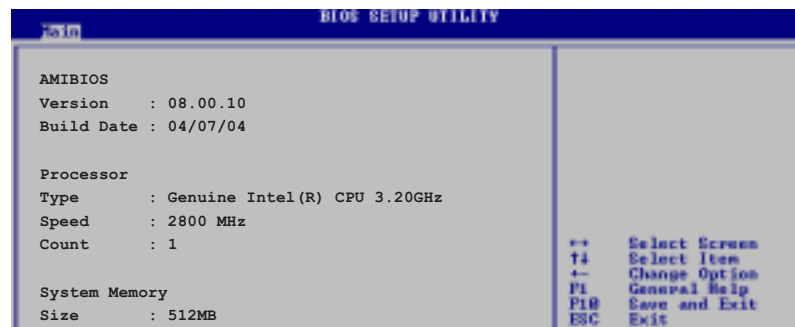 BIOS SETUP UTILITY
Main
AMIBIOS
Version : 08.00.10
Build Date : 04/07/04
Processor
Type : Genuine Intel(R) CPU 3.20GHz
Speed : 2800 MHz
Count : 1
System Memory
Size : 512MB
↔ Select Screen
↑↓ Select Item
+- Change Option
F1 General Help
F10 Save and Exit
ESC Exit